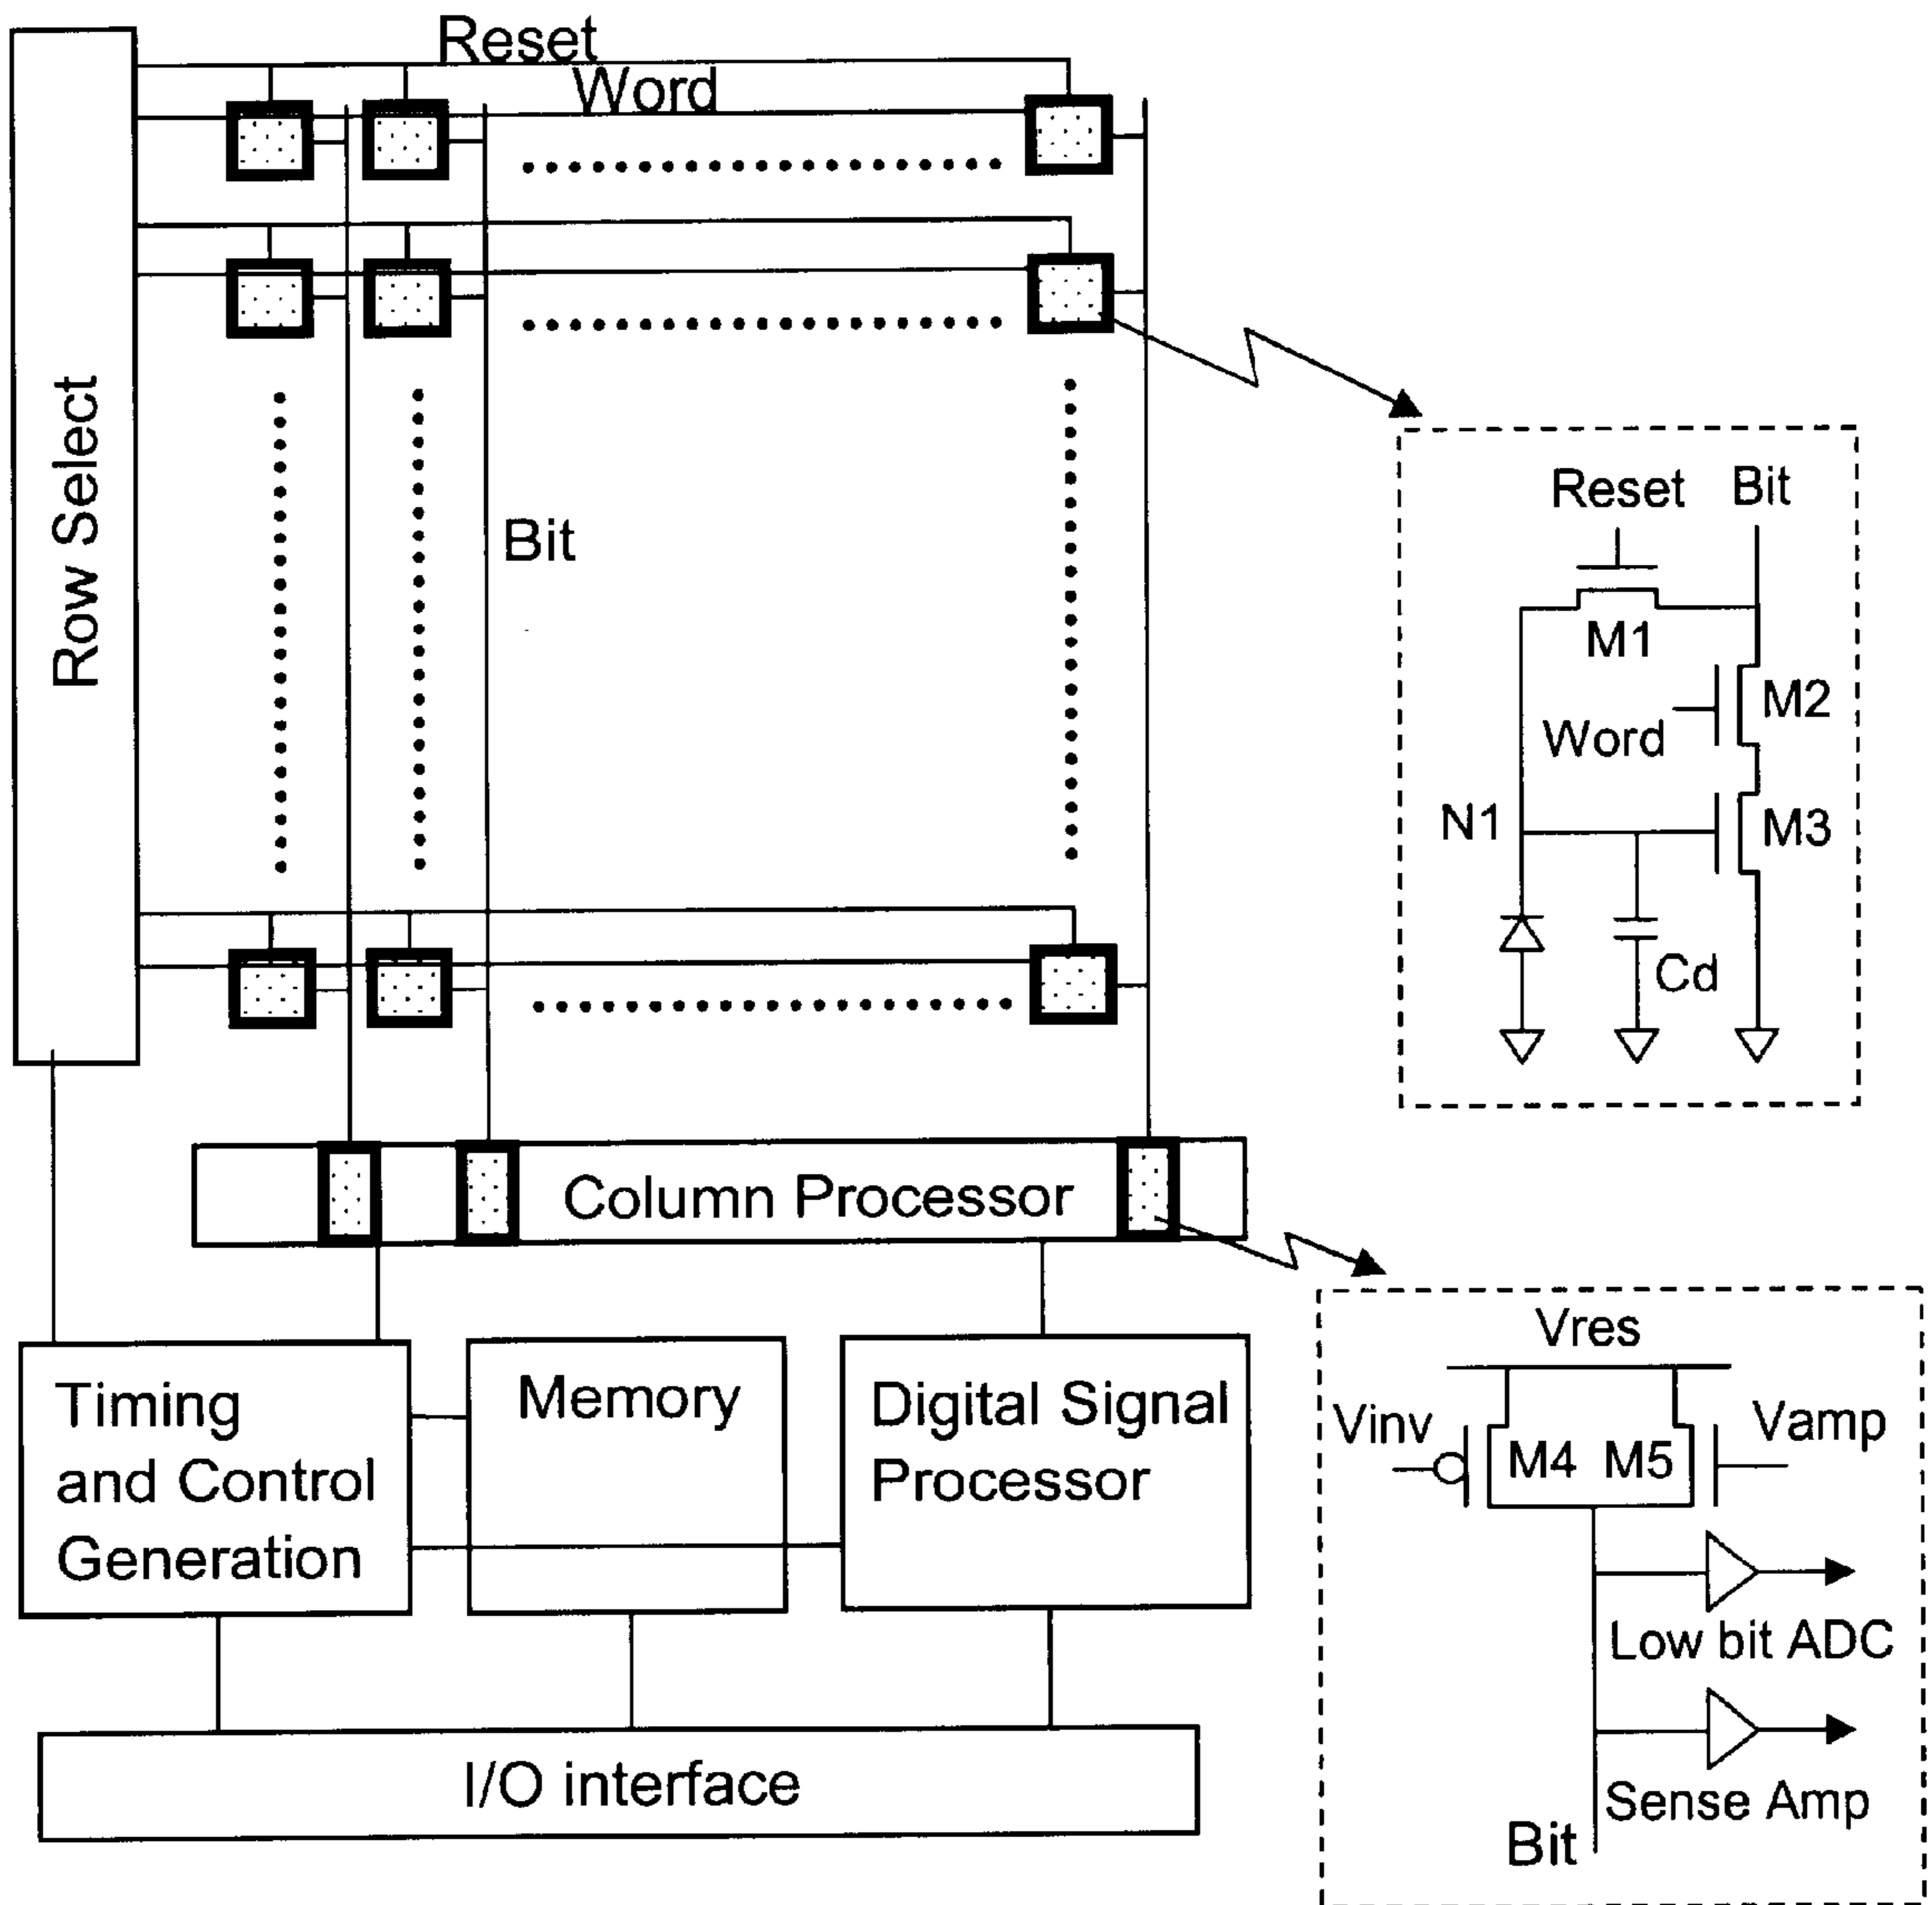 Reset
Word
Row Select
Bit
Reset
Bit
M1
M2
Word
N1
M3
Cd
Column Processor
Timing
and Control
Generation
Memory
Digital Signal
Processor
I/O interface
Vres
Vinv
M4
M5
Vamp
Low bit ADC
Sense Amp
Bit